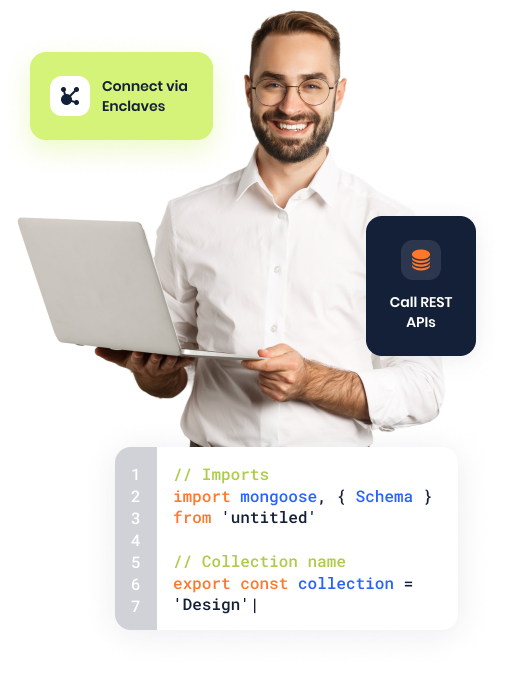 Connect via
Enclaves
Call REST
APIs
1 // Imports
2 import mongoose, { Schema }
3 from 'untitled'
4
5 // Collection name
6 export const collection =
7 'Design'|